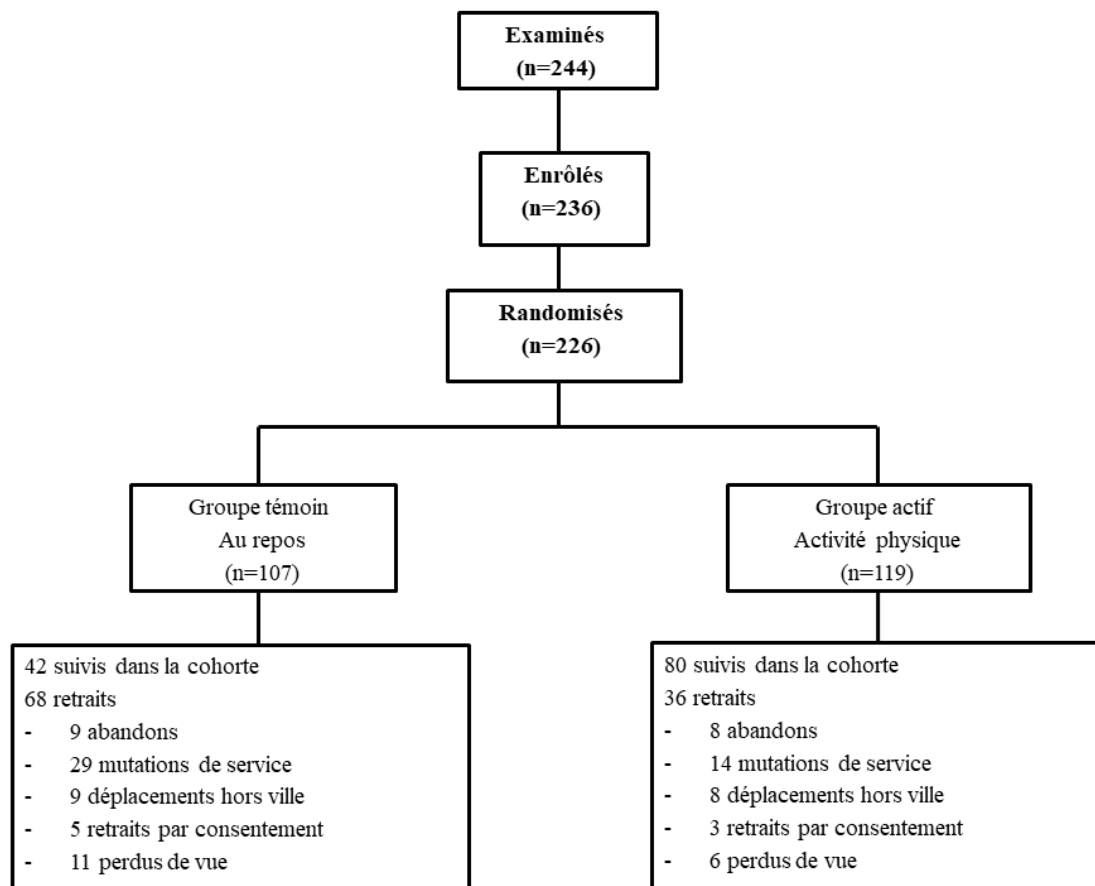 Examinés
(n=244)
Enrôlés
(n=236)
Randomisés
(n=226)
Groupe témoin
Au repos
(n=107)
Groupe actif
Activité physique
(n=119)
42 suivis dans la cohorte
68 retraits
- 9 abandons
- 29 mutations de service
- 9 déplacements hors ville
- 5 retraits par consentement
- 11 perdus de vue
80 suivis dans la cohorte
36 retraits
- 8 abandons
- 14 mutations de service
- 8 déplacements hors ville
- 3 retraits par consentement
- 6 perdus de vue